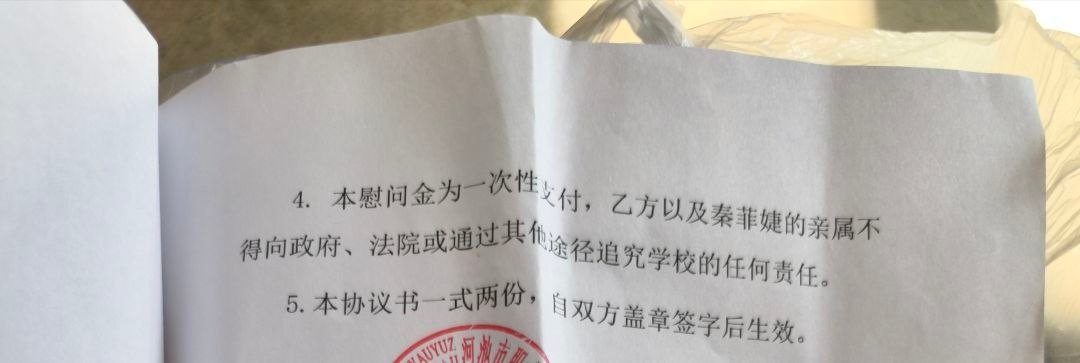 4. 本慰问金为一次性支付，乙方以及秦菲婕的亲属不
得向政府、法院或通过其他途径追究学校的任何责任。
5.本协议书一式两份，自双方盖章签字后生效。
河池市